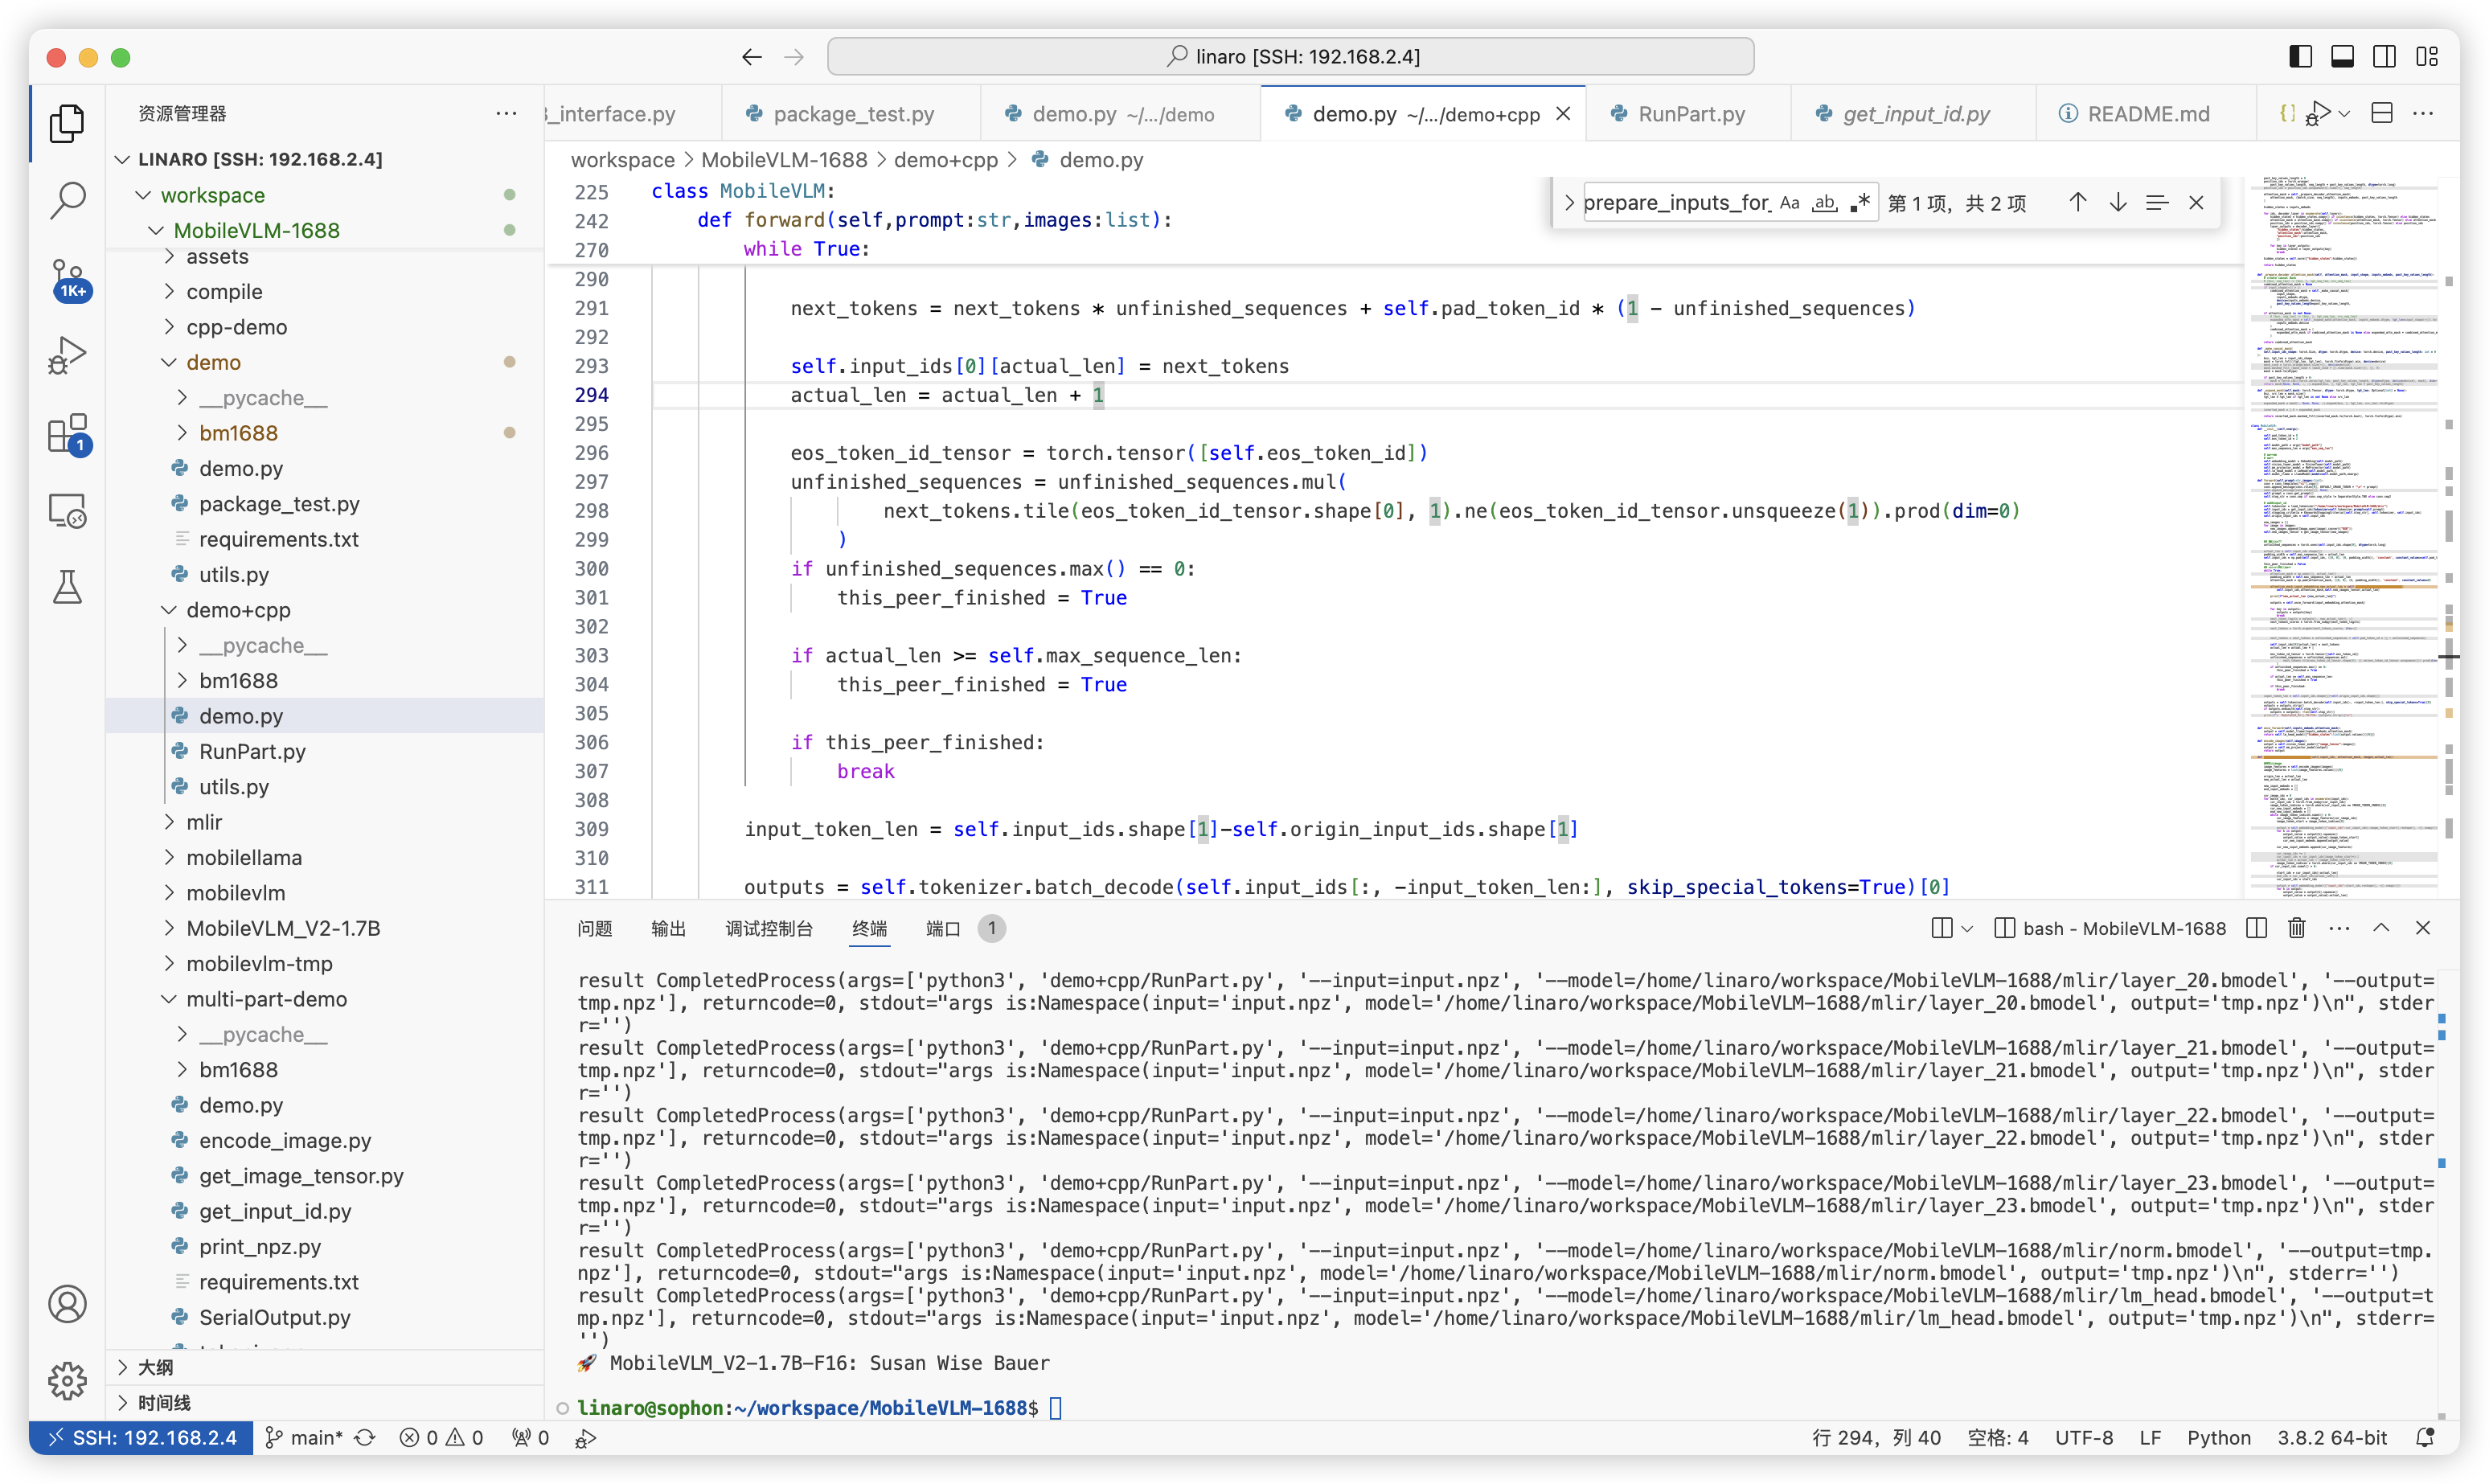 linaro [SSH: 192.168.2.4]
资源管理器
_interface.py
package_test.py
demo.py ~/.../demo
demo.py ~/.../demo+cpp
RunPart.py
get_input_id.py
README.md
LINARO [SSH: 192.168.2.4]
workspace
MobileVLM-1688
assets
compile
cpp-demo
demo
__pycache__
bm1688
demo.py
package_test.py
requirements.txt
utils.py
demo+cpp
__pycache__
bm1688
demo.py
RunPart.py
utils.py
mlir
mobilellama
mobilevlm
MobileVLM_V2-1.7B
mobilevlm-tmp
multi-part-demo
__pycache__
bm1688
demo.py
encode_image.py
get_image_tensor.py
get_input_id.py
print_npz.py
requirements.txt
SerialOutput.py
大纲
时间线
1K+
1
workspace > MobileVLM-1688 > demo+cpp > demo.py
prepare_inputs_for_ Aa ab .* 第 1 项，共 2 项
225 class MobileVLM:
242 def forward(self,prompt:str,images:list):
270 while True:
290
291 next_tokens = next_tokens * unfinished_sequences + self.pad_token_id * (1 - unfinished_sequences)
292
293 self.input_ids[0][actual_len] = next_tokens
294 actual_len = actual_len + 1
295
296 eos_token_id_tensor = torch.tensor([self.eos_token_id])
297 unfinished_sequences = unfinished_sequences.mul(
298 next_tokens.tile(eos_token_id_tensor.shape[0], 1).ne(eos_token_id_tensor.unsqueeze(1)).prod(dim=0)
299 )
300 if unfinished_sequences.max() == 0:
301 this_peer_finished = True
302
303 if actual_len >= self.max_sequence_len:
304 this_peer_finished = True
305
306 if this_peer_finished:
307 break
308
309 input_token_len = self.input_ids.shape[1]-self.origin_input_ids.shape[1]
310
311 outputs = self.tokenizer.batch_decode(self.input_ids[:, -input_token_len:], skip_special_tokens=True)[0]
问题 输出 调试控制台 终端 端口 1
bash - MobileVLM-1688
result CompletedProcess(args=['python3', 'demo+cpp/RunPart.py', '--input=input.npz', '--model=/home/linaro/workspace/MobileVLM-1688/mlir/layer_20.bmodel', '--output=
tmp.npz'], returncode=0, stdout="args is:Namespace(input='input.npz', model='/home/linaro/workspace/MobileVLM-1688/mlir/layer_20.bmodel', output='tmp.npz')\n", stder
r='')
result CompletedProcess(args=['python3', 'demo+cpp/RunPart.py', '--input=input.npz', '--model=/home/linaro/workspace/MobileVLM-1688/mlir/layer_21.bmodel', '--output=
tmp.npz'], returncode=0, stdout="args is:Namespace(input='input.npz', model='/home/linaro/workspace/MobileVLM-1688/mlir/layer_21.bmodel', output='tmp.npz')\n", stder
r='')
result CompletedProcess(args=['python3', 'demo+cpp/RunPart.py', '--input=input.npz', '--model=/home/linaro/workspace/MobileVLM-1688/mlir/layer_22.bmodel', '--output=
tmp.npz'], returncode=0, stdout="args is:Namespace(input='input.npz', model='/home/linaro/workspace/MobileVLM-1688/mlir/layer_22.bmodel', output='tmp.npz')\n", stder
r='')
result CompletedProcess(args=['python3', 'demo+cpp/RunPart.py', '--input=input.npz', '--model=/home/linaro/workspace/MobileVLM-1688/mlir/layer_23.bmodel', '--output=
tmp.npz'], returncode=0, stdout="args is:Namespace(input='input.npz', model='/home/linaro/workspace/MobileVLM-1688/mlir/layer_23.bmodel', output='tmp.npz')\n", stder
r='')
result CompletedProcess(args=['python3', 'demo+cpp/RunPart.py', '--input=input.npz', '--model=/home/linaro/workspace/MobileVLM-1688/mlir/norm.bmodel', '--output=tmp.
npz'], returncode=0, stdout="args is:Namespace(input='input.npz', model='/home/linaro/workspace/MobileVLM-1688/mlir/norm.bmodel', output='tmp.npz')\n", stderr='')
result CompletedProcess(args=['python3', 'demo+cpp/RunPart.py', '--input=input.npz', '--model=/home/linaro/workspace/MobileVLM-1688/mlir/lm_head.bmodel', '--output=t
mp.npz'], returncode=0, stdout="args is:Namespace(input='input.npz', model='/home/linaro/workspace/MobileVLM-1688/mlir/lm_head.bmodel', output='tmp.npz')\n", stderr=
'')
🚀 MobileVLM_V2-1.7B-F16: Susan Wise Bauer
linaro@sophon:~/workspace/MobileVLM-1688$
SSH: 192.168.2.4 main* 0 0 0
行 294，列 40 空格: 4 UTF-8 LF Python 3.8.2 64-bit